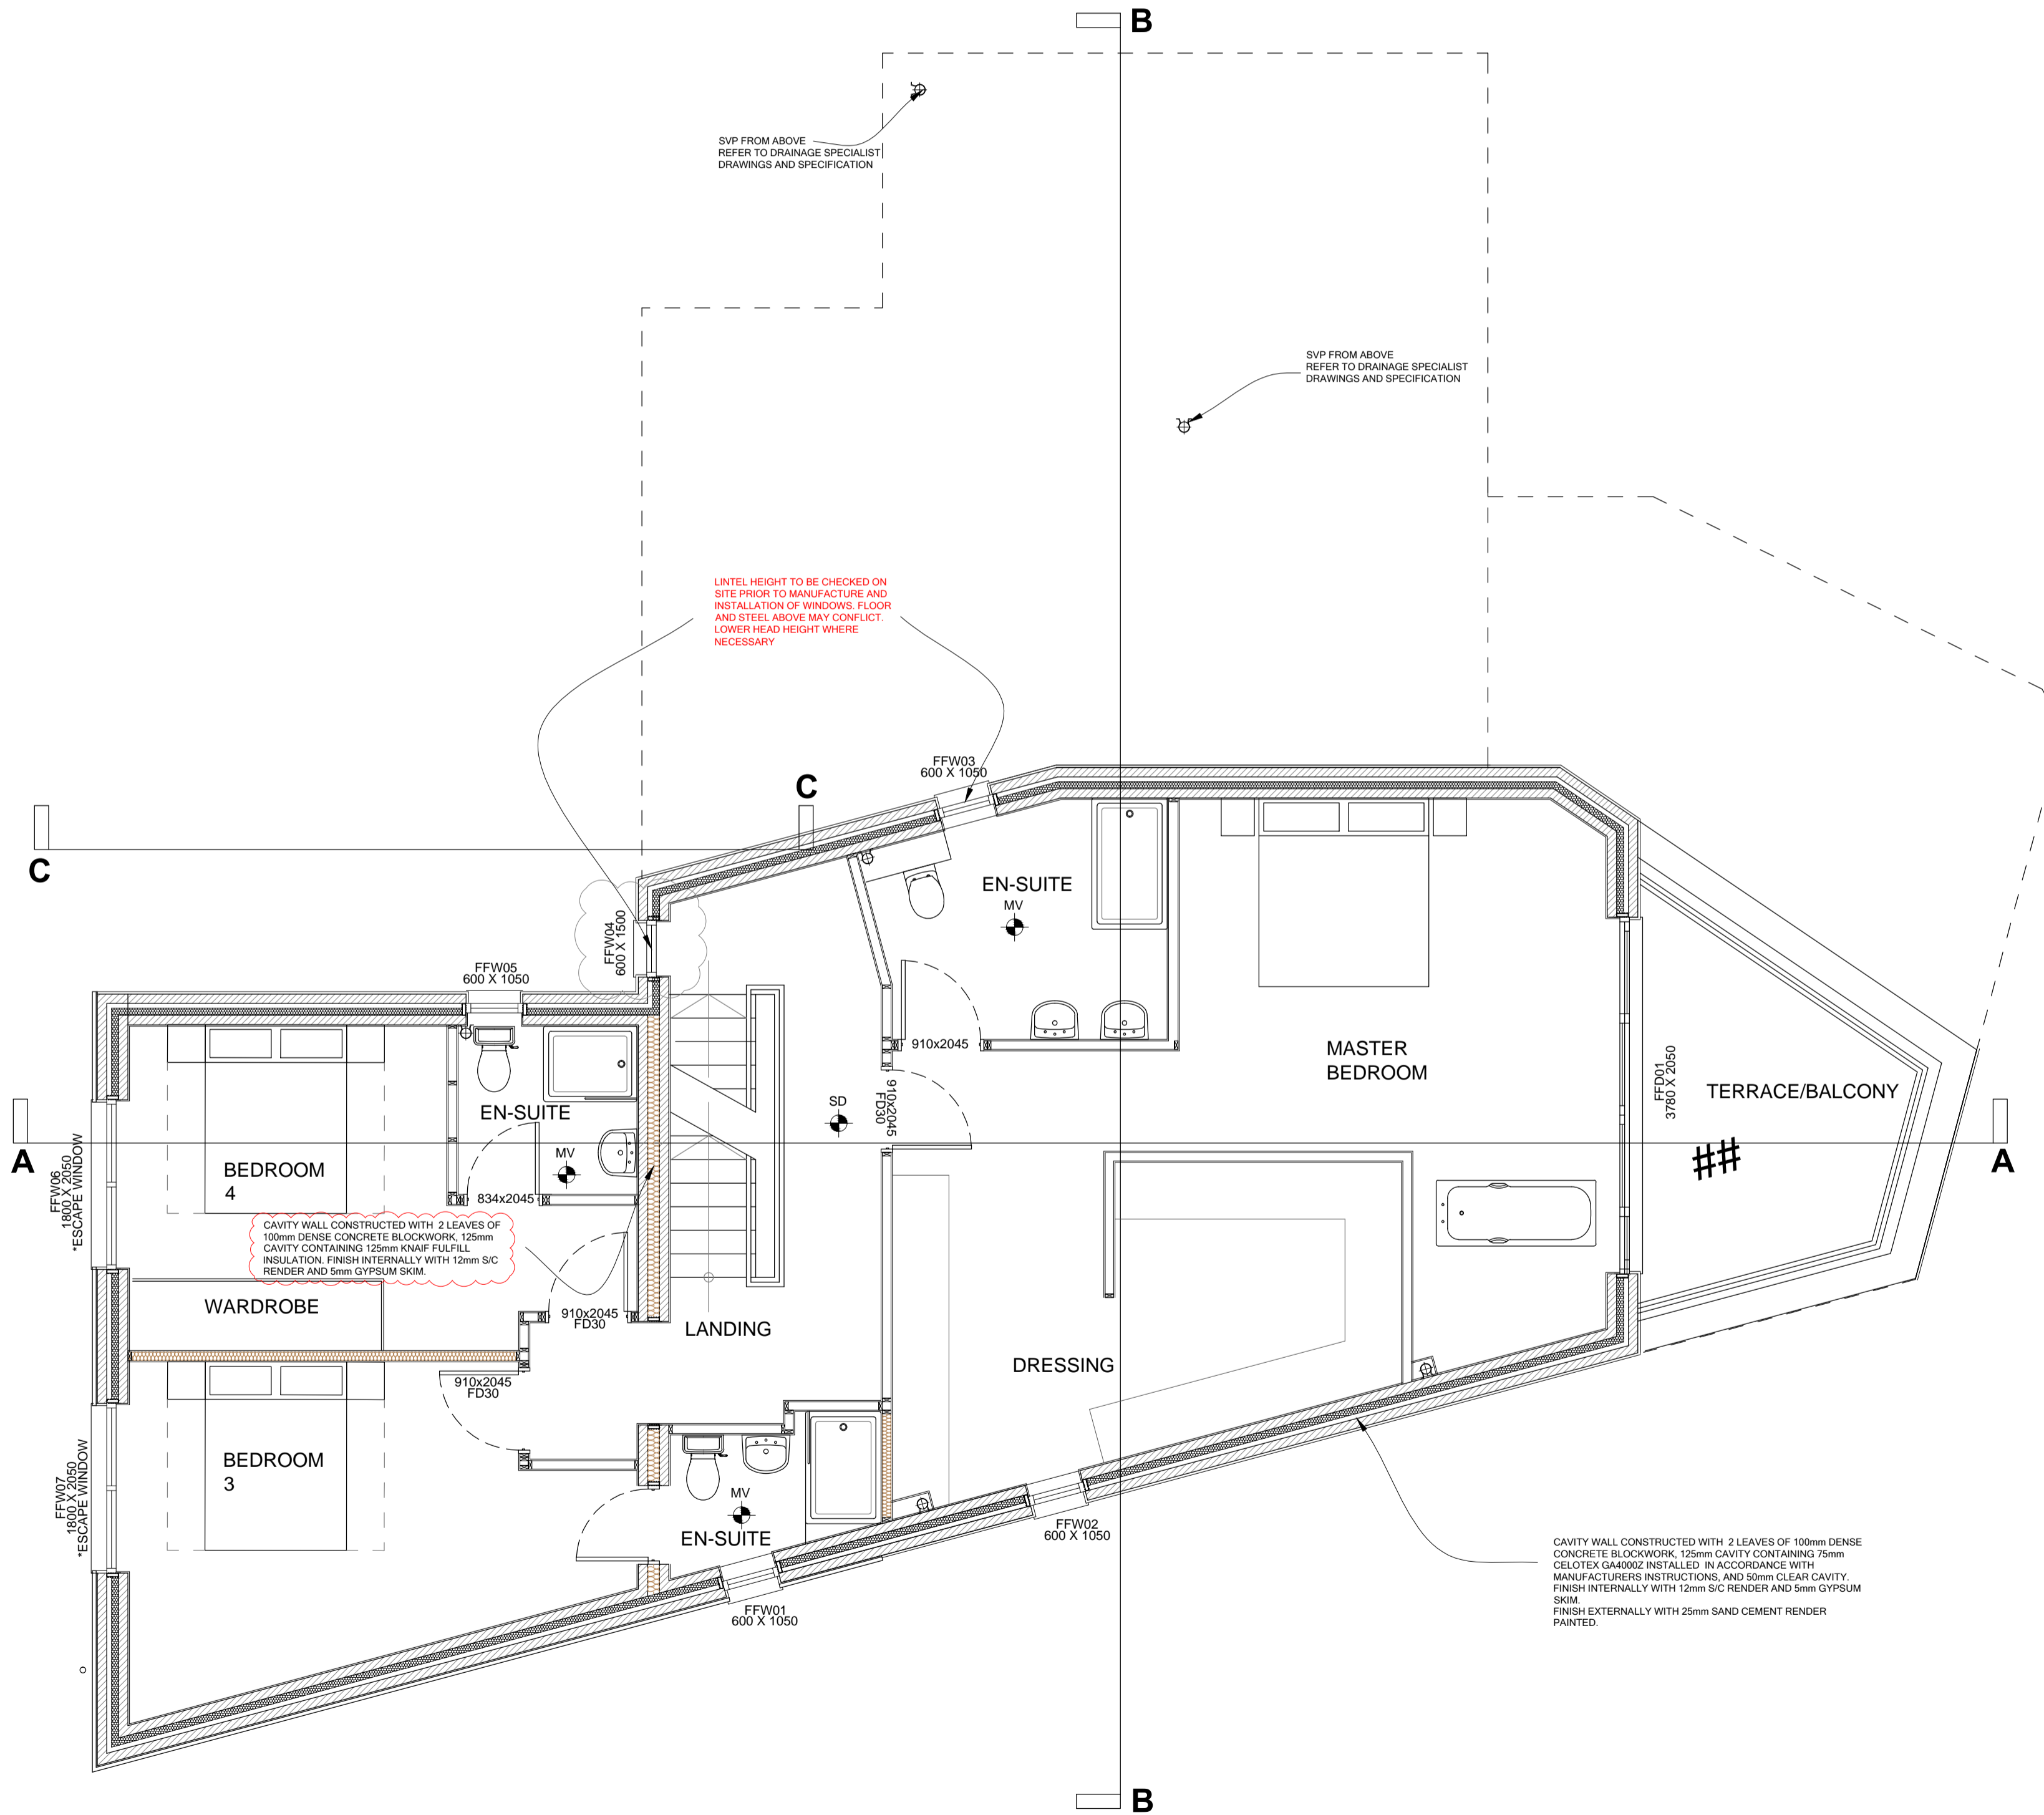 B
SVP FROM ABOVE
REFER TO DRAINAGE SPECIALIST
DRAWINGS AND SPECIFICATION
SVP FROM ABOVE
REFER TO DRAINAGE SPECIALIST
DRAWINGS AND SPECIFICATION
LINTEL HEIGHT TO BE CHECKED ON
SITE PRIOR TO MANUFACTURE AND
INSTALLATION OF WINDOWS. FLOOR
AND STEEL ABOVE MAY CONFLICT.
LOWER HEAD HEIGHT WHERE
NECESSARY
FFW03
600 X 1050
C
C
EN-SUITE
MV
FFW04
600 X 1500
FFW05
600 X 1050
910x2045
MASTER
BEDROOM
FFD01
3780 X 2050
TERRACE/BALCONY
##
910x2045
FD30
SD
EN-SUITE
MV
834x2045
A
A
BEDROOM
4
FFW06
1800 X 2050
*ESCAPE WINDOW
CAVITY WALL CONSTRUCTED WITH 2 LEAVES OF
100mm DENSE CONCRETE BLOCKWORK, 125mm
CAVITY CONTAINING 125mm KNAIF FULFILL
INSULATION. FINISH INTERNALLY WITH 12mm S/C
RENDER AND 5mm GYPSUM SKIM.
WARDROBE
910x2045
FD30
LANDING
DRESSING
910x2045
FD30
BEDROOM
3
FFW07
1800 X 2050
*ESCAPE WINDOW
MV
EN-SUITE
FFW02
600 X 1050
FFW01
600 X 1050
CAVITY WALL CONSTRUCTED WITH 2 LEAVES OF 100mm DENSE
CONCRETE BLOCKWORK, 125mm CAVITY CONTAINING 75mm
CELOTEX GA4000Z INSTALLED IN ACCORDANCE WITH
MANUFACTURERS INSTRUCTIONS, AND 50mm CLEAR CAVITY.
FINISH INTERNALLY WITH 12mm S/C RENDER AND 5mm GYPSUM
SKIM.
FINISH EXTERNALLY WITH 25mm SAND CEMENT RENDER
PAINTED.
B